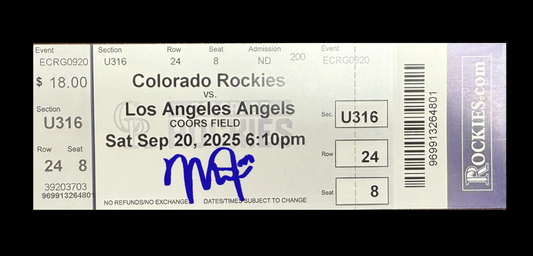 Event
ECRG0920
$ 18.00
Section
U316
Row Seat
24 8
39203703
969913264801
Section Row Seat Admission
U316 24 8 ND 200
Colorado Rockies
vs.
Los Angeles Angels
COORS FIELD
Sat Sep 20, 2025 6:10pm
NO REFUNDS/NO EXCHANGE DATES/TIMES SUBJECT TO CHANGE
Event
ECRG0920
Sec. U316
Row 24
Seat 8
969913264801
ROCKIES.com